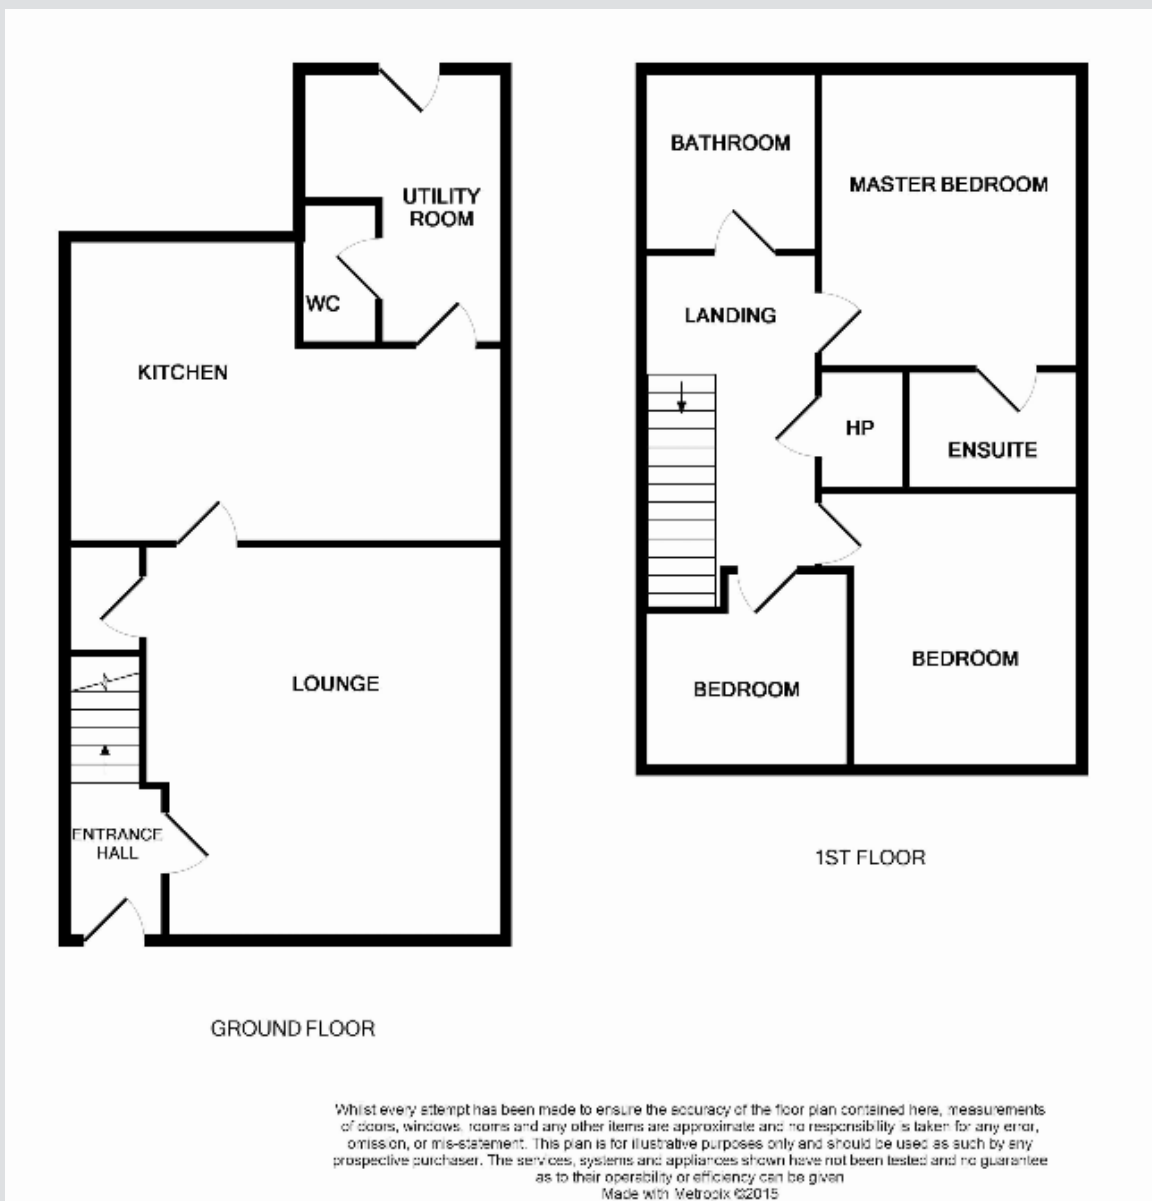 UTILITY
ROOM
WC
KITCHEN
LOUNGE
ENTRANCE
HALL
GROUND FLOOR
BATHROOM
MASTER BEDROOM
LANDING
HP
ENSUITE
BEDROOM
BEDROOM
1ST FLOOR
Whilst every attempt has been made to ensure the accuracy of the floor plan contained here, measurements
of doors, windows, rooms and any other items are approximate and no responsibility is taken for any error,
omission, or mis-statement. This plan is for illustrative purposes only and should be used as such by any
prospective purchaser. The services, systems and appliances shown have not been tested and no guarantee
as to their operability or efficiency can be given
Made with Metropix ©2015